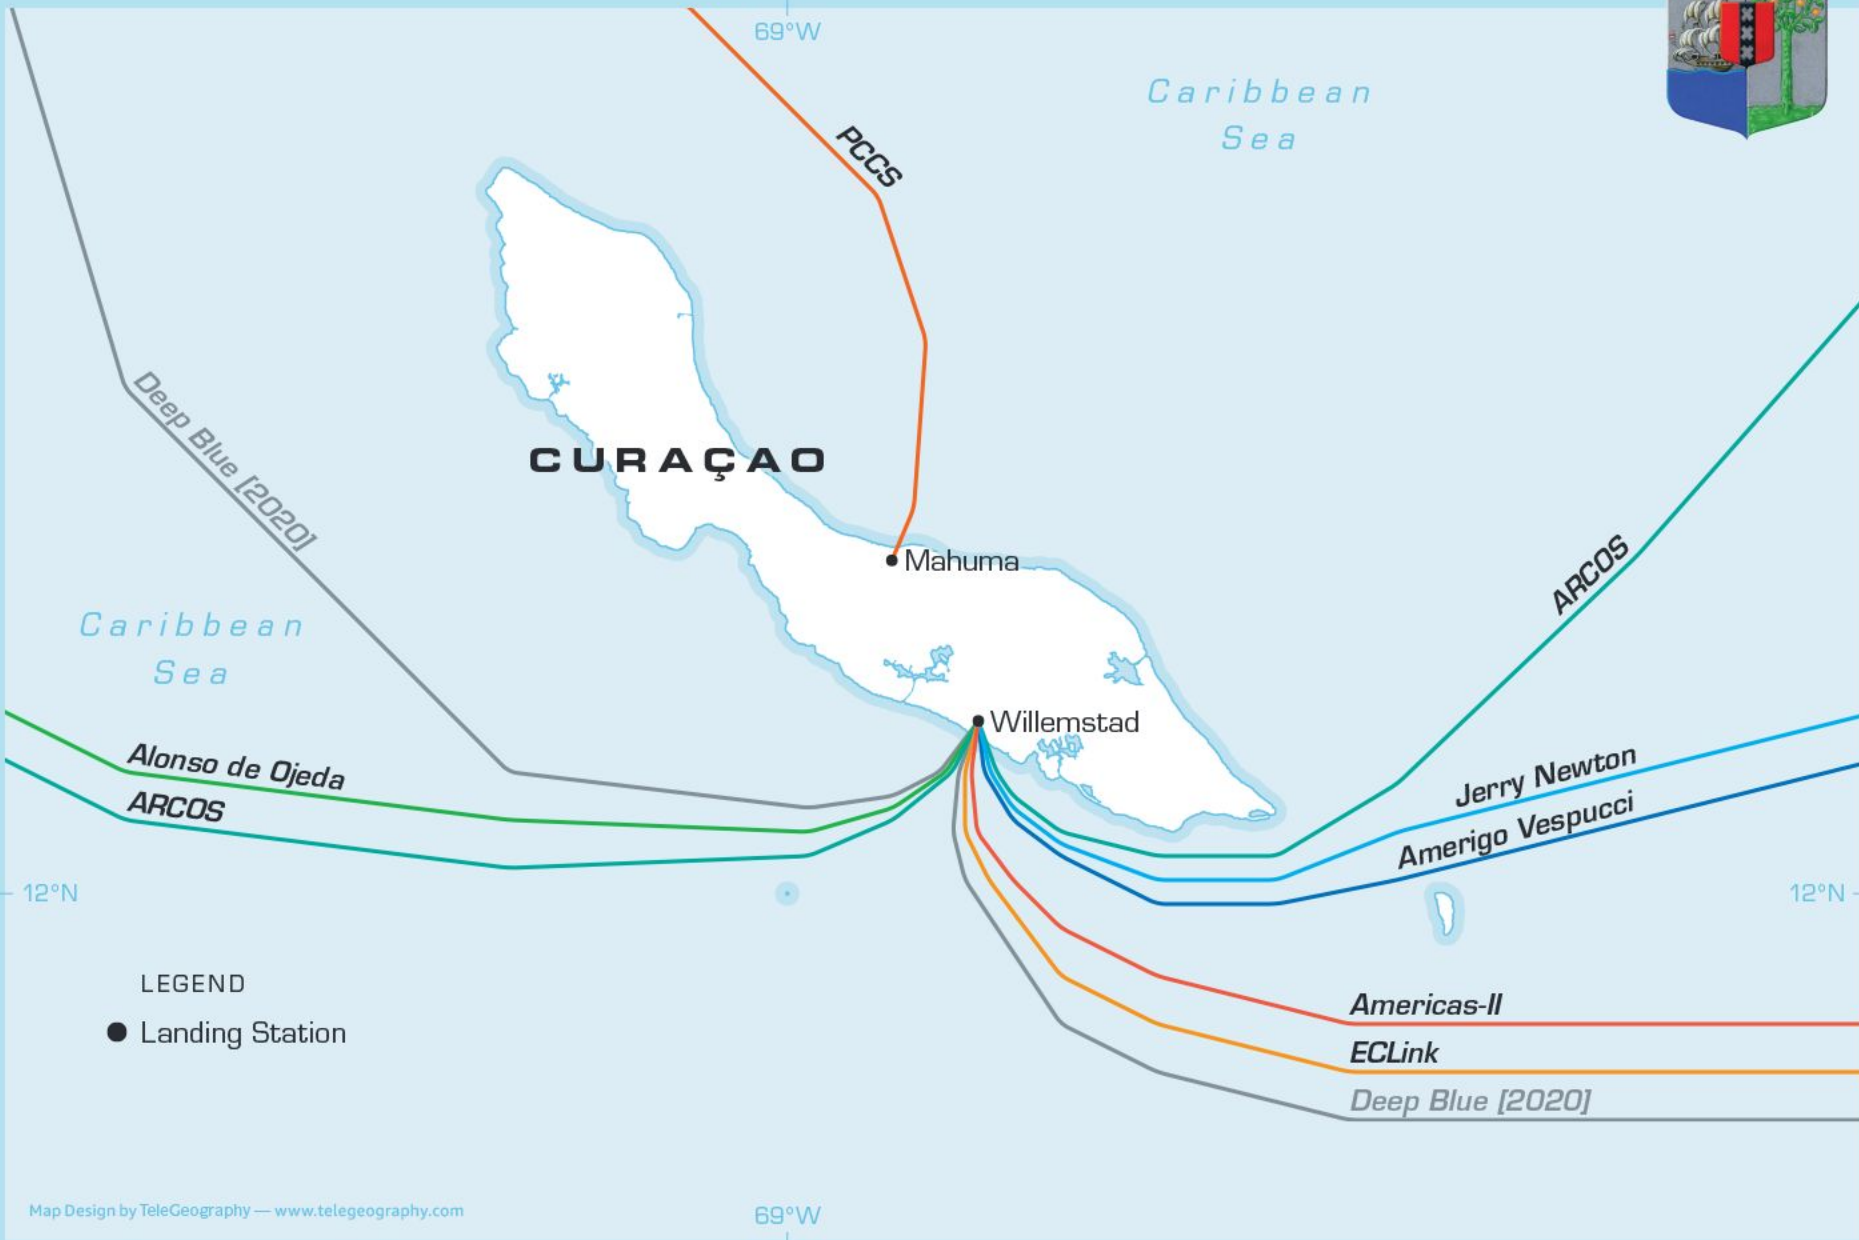 69°W
Caribbean
Sea
PCCS
Deep Blue [2020]
CURAÇAO
Mahuma
ARCOS
Caribbean
Sea
Willemstad
Alonso de Ojeda
ARCOS
Jerry Newton
Amerigo Vespucci
12°N
12°N
LEGEND
Landing Station
Americas-II
ECLink
Deep Blue [2020]
Map Design by TeleGeography — www.telegeography.com
69°W